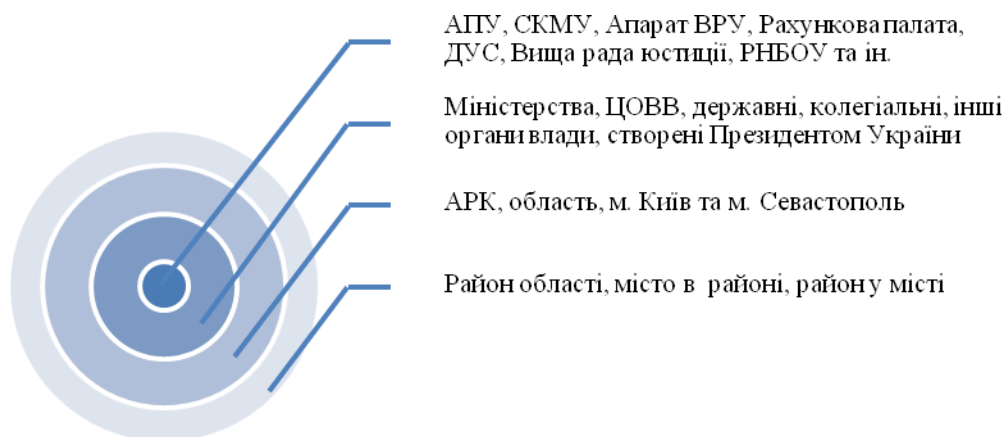 АПУ, СКМУ, Апарат ВРУ, Рахункова палата,
ДУС, Вища рада юстиції, РНБОУ та ін.
Міністерства, ЦОВВ, державні, колегіальні, інші
органи влади, створені Президентом України
АРК, область, м. Київ та м. Севастополь
Район області, місто в районі, район у місті